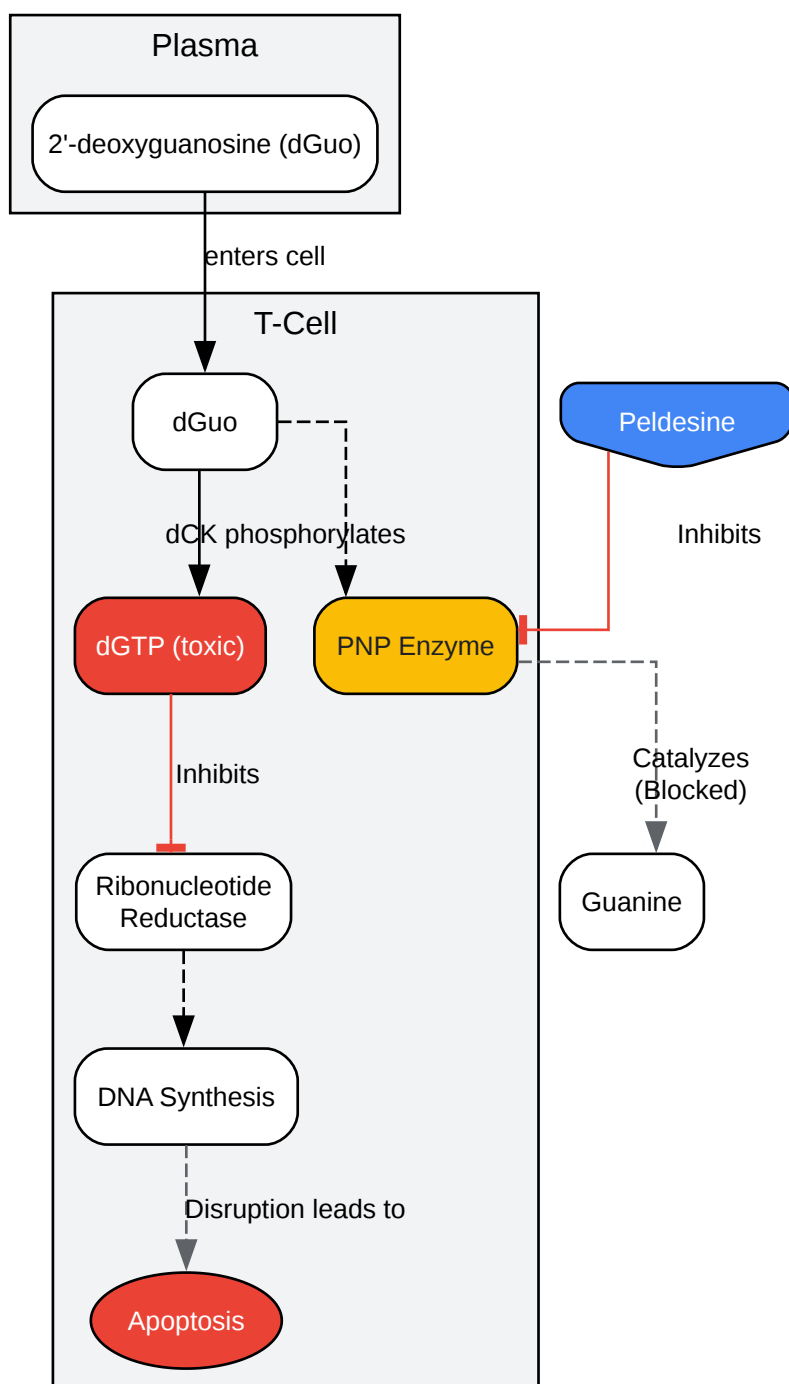 Plasma
2'-deoxyguanosine (dGuo)
enters cell
T-Cell
dGuo
Peldesine
dCK phosphorylates
Inhibits
dGTP (toxic)
PNP Enzyme
Inhibits
Catalyzes
(Blocked)
Ribonucleotide
Reductase
Guanine
DNA Synthesis
Disruption leads to
Apoptosis